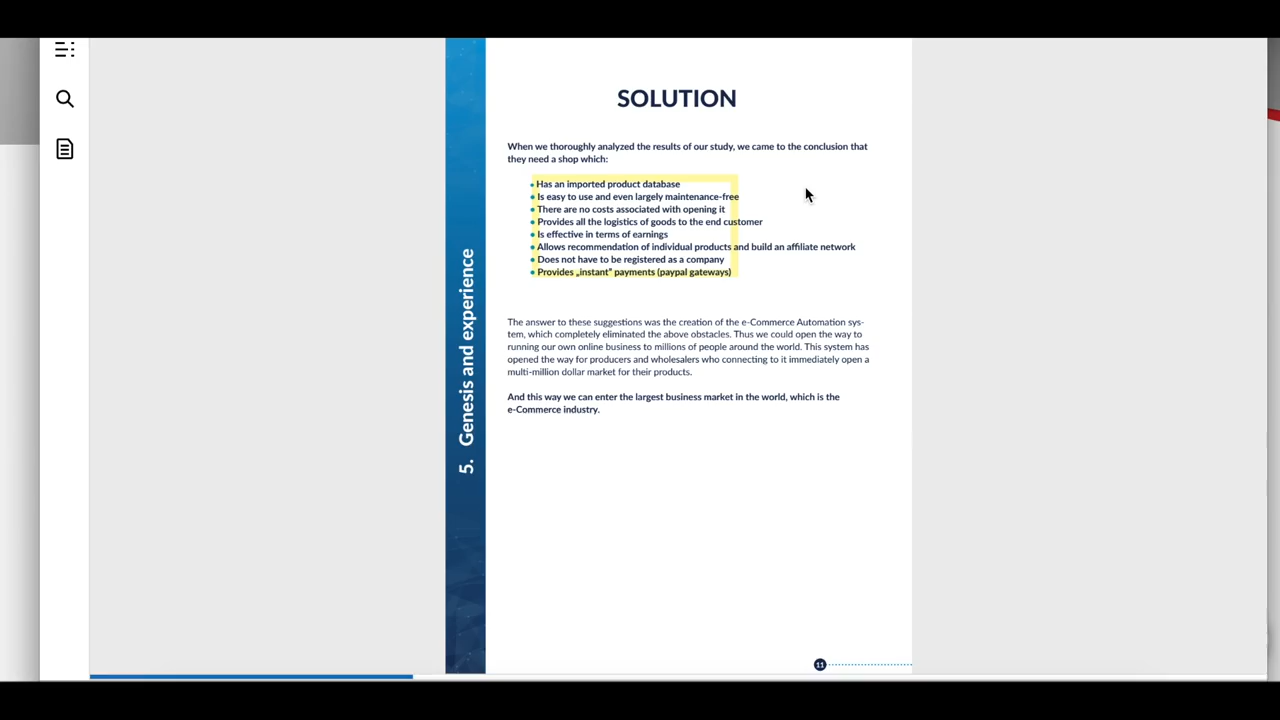 SOLUTION
When we thoroughly analyzed the results of our study, we came to the conclusion that
they need a shop which:
• Has an imported product database
• Is easy to use and even largely maintenance-free
• There are no costs associated with opening it
• Provides all the logistics of goods to the end customer
• Is effective in terms of earnings
• Allows recommendation of individual products and build an affiliate network
• Does not have to be registered as a company
• Provides „instant” payments (paypal gateways)
The answer to these suggestions was the creation of the e-Commerce Automation sys-
tem, which completely eliminated the above obstacles. Thus we could open the way to
running our own online business to millions of people around the world. This system has
opened the way for producers and wholesalers who connecting to it immediately open a
multi-million dollar market for their products.
And this way we can enter the largest business market in the world, which is the
e-Commerce industry.
5. Genesis and experience
11